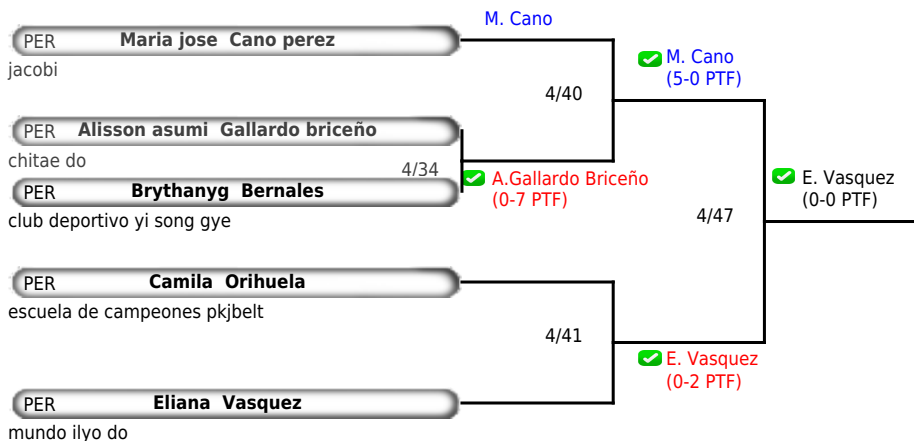 M. Cano
PER Maria jose Cano perez
jacobi
M. Cano
(5-0 PTF)
4/40
PER Alisson asumi Gallardo briceño
chitae do
4/34
A.Gallardo Briceño
(0-7 PTF)
PER Brythanyg Bernales
club deportivo yi song gye
E. Vasquez
(0-0 PTF)
4/47
PER Camila Orihuela
escuela de campeones pkjbelt
4/41
E. Vasquez
(0-2 PTF)
PER Eliana Vasquez
mundo ilyo do